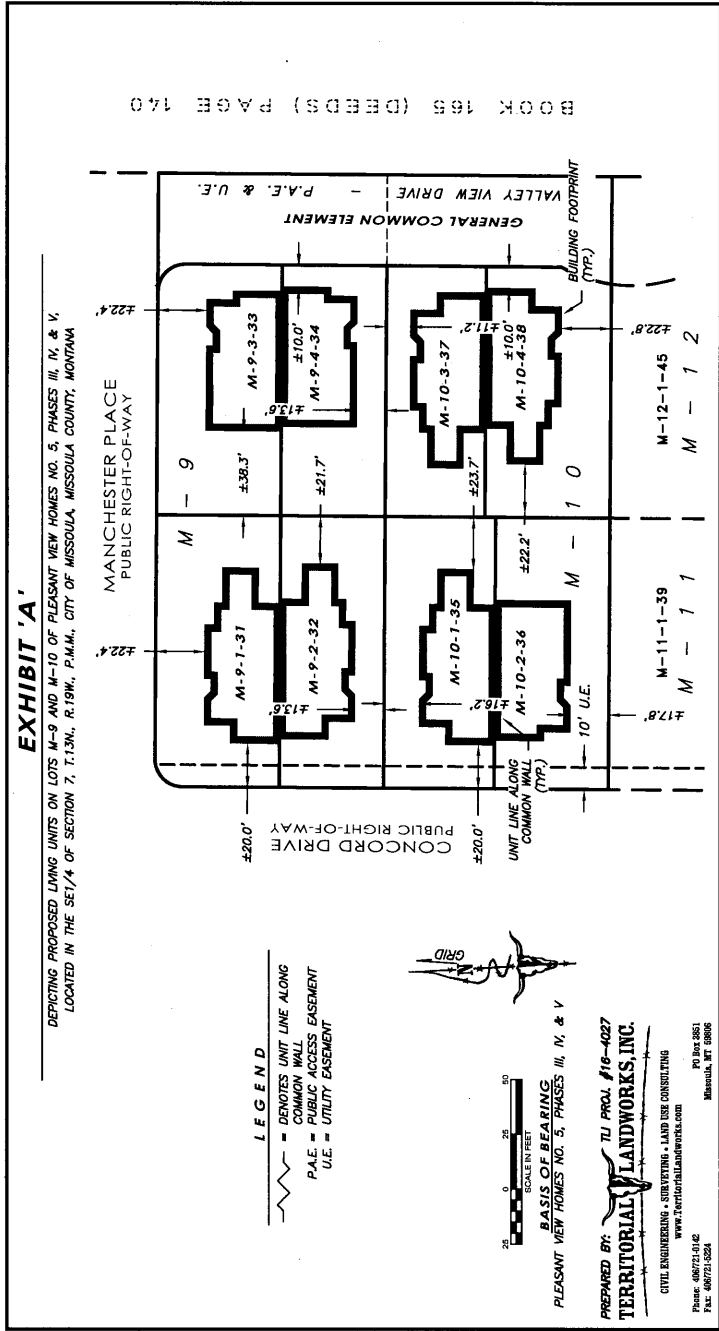 EXHIBIT 'A'
DEPICTING PROPOSED LIVING UNITS ON LOTS M-9 AND M-10 OF PLEASANT VIEW HOMES NO. 5, PHASES III, IV, & V,
LOCATED IN THE SE1/4 OF SECTION 7, T.13N., R.19W., P.M.M., CITY OF MISSOULA, MISSOULA COUNTY, MONTANA
BOOK 165 (DEEDS) PAGE 140
MANCHESTER PLACE
PUBLIC RIGHT-OF-WAY
±22.4'
±22.4'
M - 9
VALLEY VIEW DRIVE - P.A.E. & U.E.
GENERAL COMMON ELEMENT
CONCORD DRIVE
PUBLIC RIGHT-OF-WAY
±20.0'
M-9-1-31
±38.3'
M-9-3-33
±13.6'
M-9-2-32
±21.7'
±13.6'
M-9-4-34
±10.0'
±20.0'
M-10-1-35
±23.7'
M-10-3-37
±11.2'
±16.2'
M-10-2-36
±22.2'
M-10-4-38
±10.0'
UNIT LINE ALONG
COMMON WALL
(TYP.)
BUILDING FOOTPRINT
(TYP.)
10' U.E.
M - 10
±17.8'
±22.8'
M-11-1-39
M - 11
M-12-1-45
M - 12
LEGEND
= DENOTES UNIT LINE ALONG
COMMON WALL
P.A.E. = PUBLIC ACCESS EASEMENT
U.E. = UTILITY EASEMENT
N
GRID
25 0 25 50
SCALE IN FEET
BASIS OF BEARING
PLEASANT VIEW HOMES NO. 5, PHASES III, IV, & V
PREPARED BY: TLI PROJ. #16-4027
TERRITORIAL LANDWORKS, INC.
CIVIL ENGINEERING • SURVEYING • LAND USE CONSULTING
www.TerritorialLandworks.com
Phone: 406/721-0142 PO Box 3851
Fax: 406/721-5224 Missoula, MT 59806